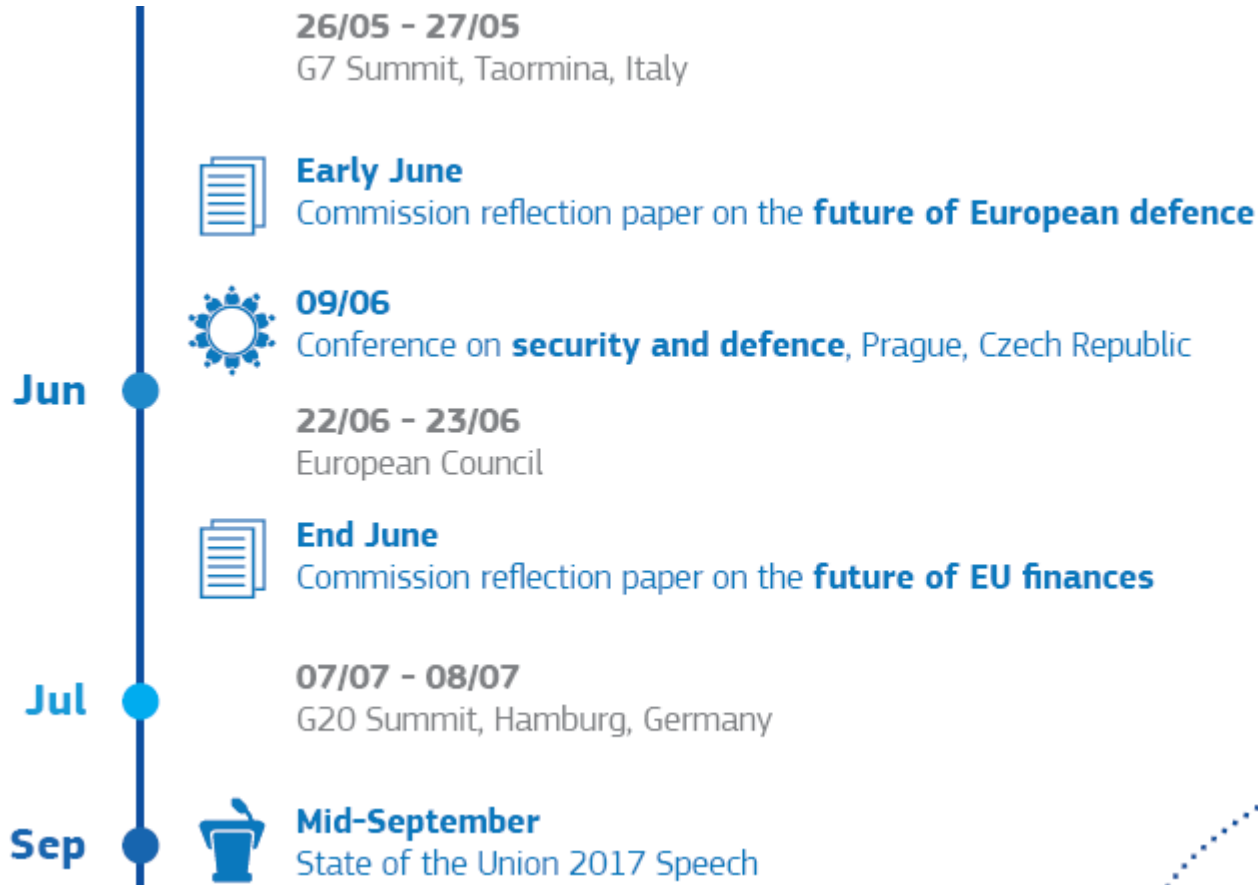 26/05 - 27/05
G7 Summit, Taormina, Italy
Early June
Commission reflection paper on the future of European defence
09/06
Conference on security and defence, Prague, Czech Republic
Jun
22/06 - 23/06
European Council
End June
Commission reflection paper on the future of EU finances
Jul
07/07 - 08/07
G20 Summit, Hamburg, Germany
Sep
Mid-September
State of the Union 2017 Speech